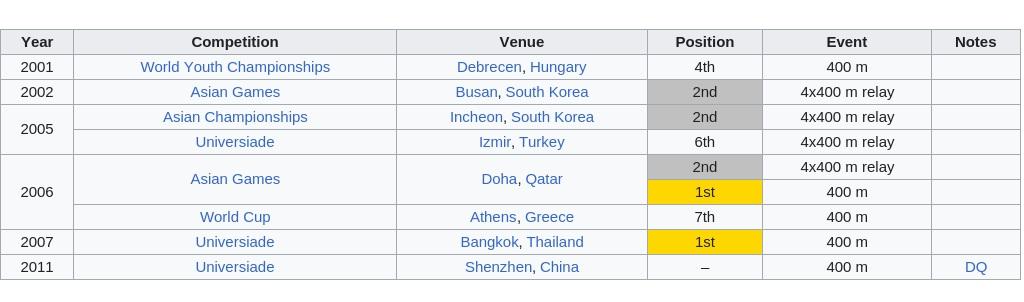 Year Competition Venue Position Event Notes
2001 World Youth Championships Debrecen, Hungary 4th 400 m
2002 Asian Games Busan, South Korea 2nd 4x400 m relay
2005 Asian Championships Incheon, South Korea 2nd 4x400 m relay
Universiade Izmir, Turkey 6th 4x400 m relay
2006 Asian Games Doha, Qatar 2nd 4x400 m relay
1st 400 m
World Cup Athens, Greece 7th 400 m
2007 Universiade Bangkok, Thailand 1st 400 m
2011 Universiade Shenzhen, China – 400 m DQ